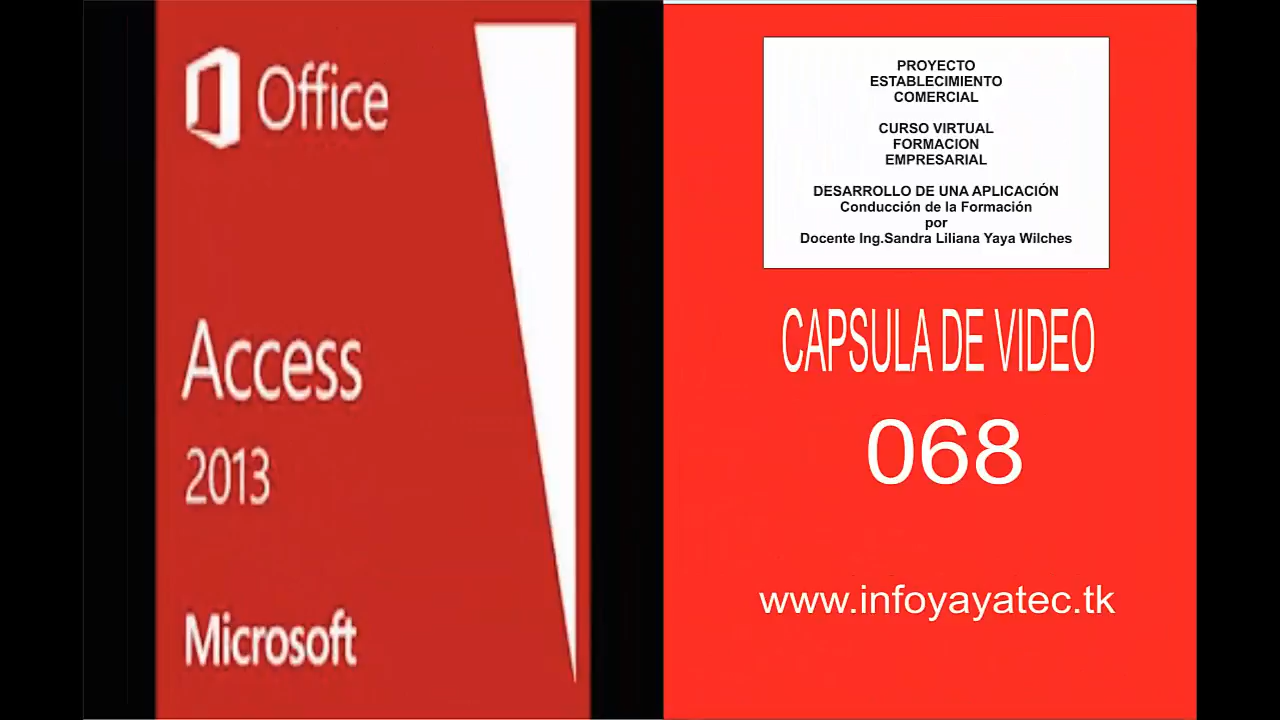 Office
Access
2013
Microsoft
PROYECTO
ESTABLECIMIENTO
COMERCIAL
CURSO VIRTUAL
FORMACION
EMPRESARIAL
DESARROLLO DE UNA APLICACIÓN
Conducción de la Formación
por
Docente Ing.Sandra Liliana Yaya Wilches
CAPSULA DE VIDEO
068
www.infoyayatec.tk